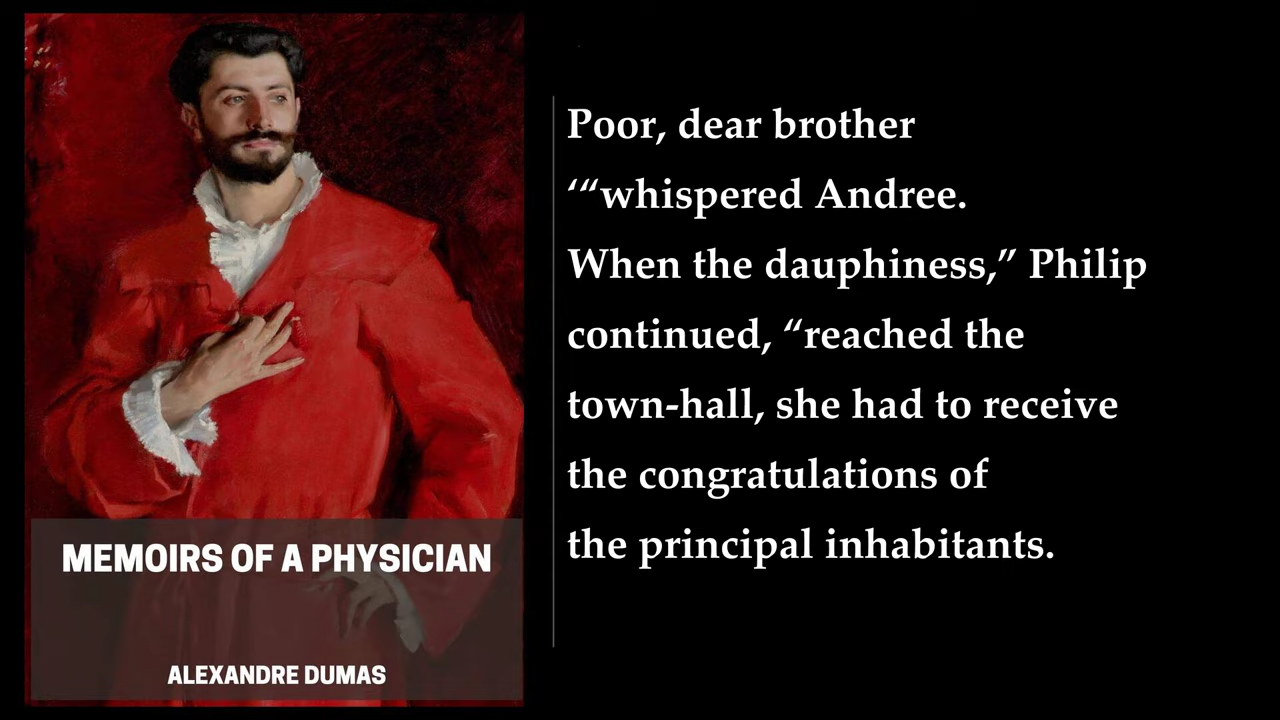 MEMOIRS OF A PHYSICIAN
ALEXANDRE DUMAS
Poor, dear brother
‘“whispered Andree.
When the dauphiness,” Philip
continued, “reached the
town-hall, she had to receive
the congratulations of
the principal inhabitants.